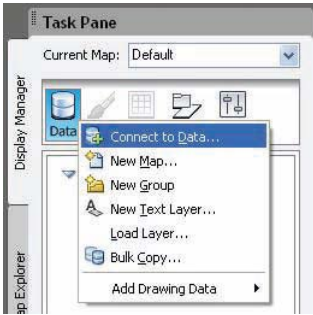 Task Pane
Current Map: Default
Display Manager
Data
Connect to Data...
New Map...
New Group
New Text Layer...
Load Layer...
Bulk Copy...
Add Drawing Data
Explorer